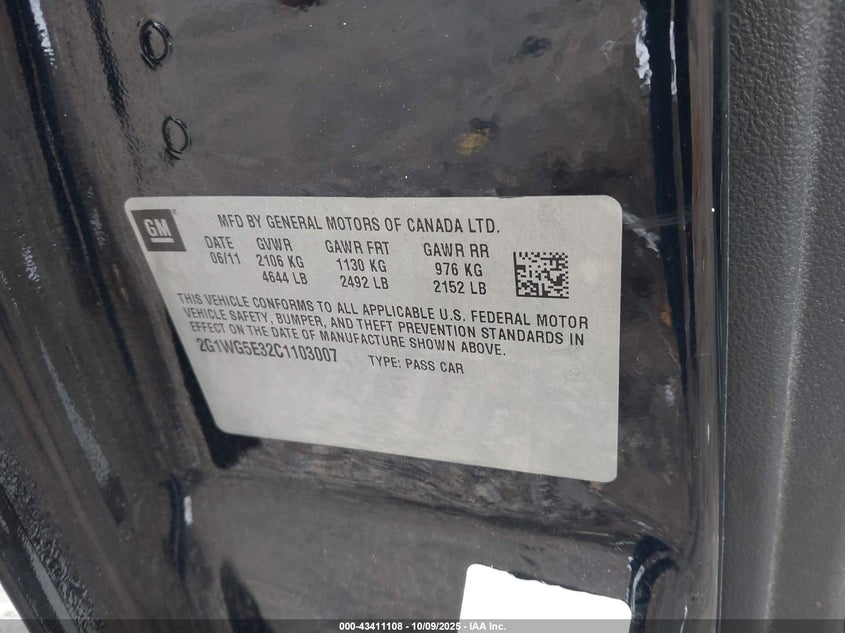 GM
MFD BY GENERAL MOTORS OF CANADA LTD.
DATE GVWR GAWR FRT GAWR RR
06/11 2106 KG 1130 KG 976 KG
4644 LB 2492 LB 2152 LB
THIS VEHICLE CONFORMS TO ALL APPLICABLE U.S. FEDERAL MOTOR
VEHICLE SAFETY, BUMPER, AND THEFT PREVENTION STANDARDS IN
EFFECT ON THE DATE OF MANUFACTURE SHOWN ABOVE.
2G1WG5E32C1103007 TYPE: PASS CAR
000-43411108 - 10/09/2025 - IAA Inc.